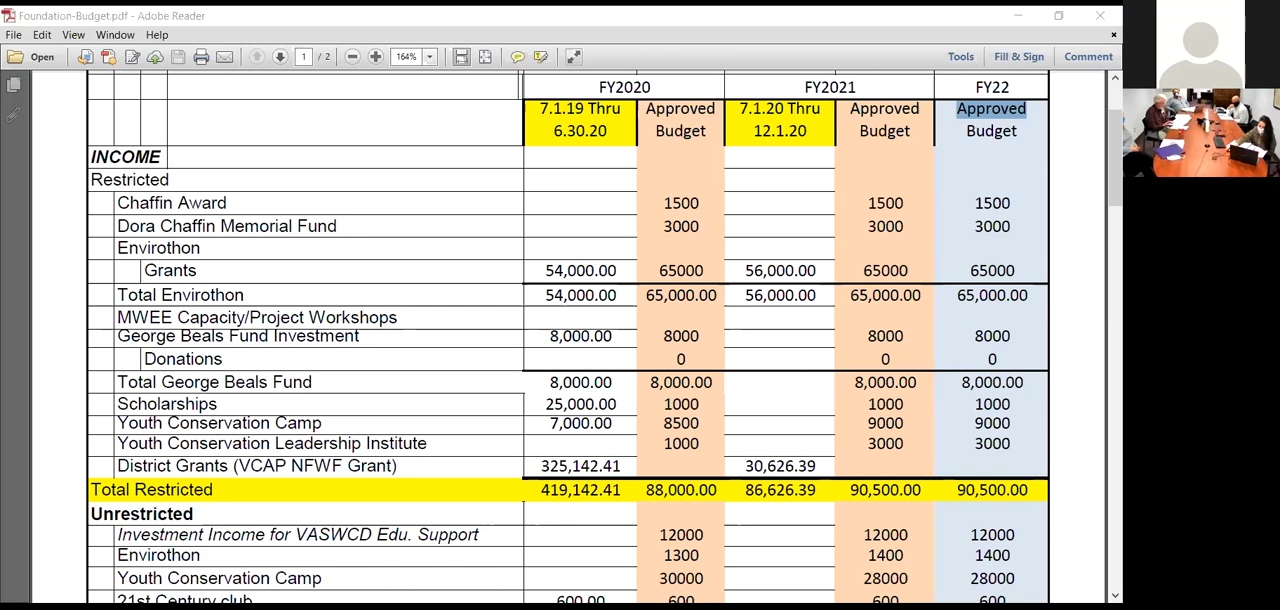 Foundation-Budget.pdf - Adobe Reader
File Edit View Window Help
Open 1 / 2 164% Tools Fill & Sign Comment
FY2020 FY2021 FY22
7.1.19 Thru Approved 7.1.20 Thru Approved Approved
6.30.20 Budget 12.1.20 Budget Budget
INCOME
Restricted
Chaffin Award 1500 1500 1500
Dora Chaffin Memorial Fund 3000 3000 3000
Envirothon
Grants 54,000.00 65000 56,000.00 65000 65000
Total Envirothon 54,000.00 65,000.00 56,000.00 65,000.00 65,000.00
MWEE Capacity/Project Workshops
George Beals Fund Investment 8,000.00 8000 8000 8000
Donations 0 0 0
Total George Beals Fund 8,000.00 8,000.00 8,000.00 8,000.00
Scholarships 25,000.00 1000 1000 1000
Youth Conservation Camp 7,000.00 8500 9000 9000
Youth Conservation Leadership Institute 1000 3000 3000
District Grants (VCAP NFWF Grant) 325,142.41 30,626.39
Total Restricted 419,142.41 88,000.00 86,626.39 90,500.00 90,500.00
Unrestricted
Investment Income for VASWCD Edu. Support 12000 12000 12000
Envirothon 1300 1400 1400
Youth Conservation Camp 30000 28000 28000
21st Century club 600.00 600 600 600